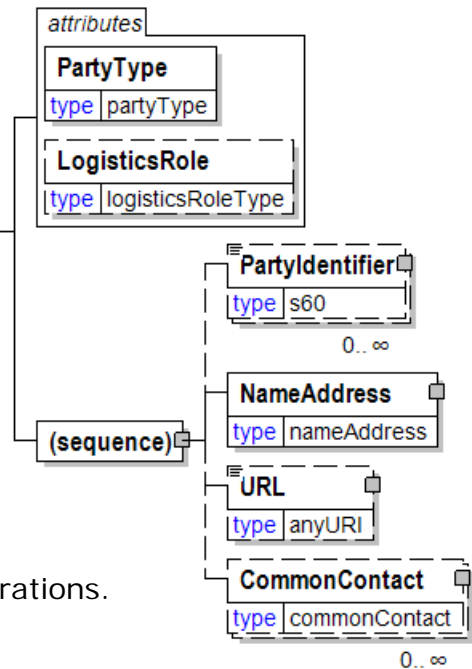 attributes
PartyType
type partyType
LogisticsRole
type logisticsRoleType
PartyIdentifier
type s60
0.. ∞
NameAddress
type nameAddress
(sequence)
URL
type anyURI
rations.
CommonContact
type commonContact
0.. ∞